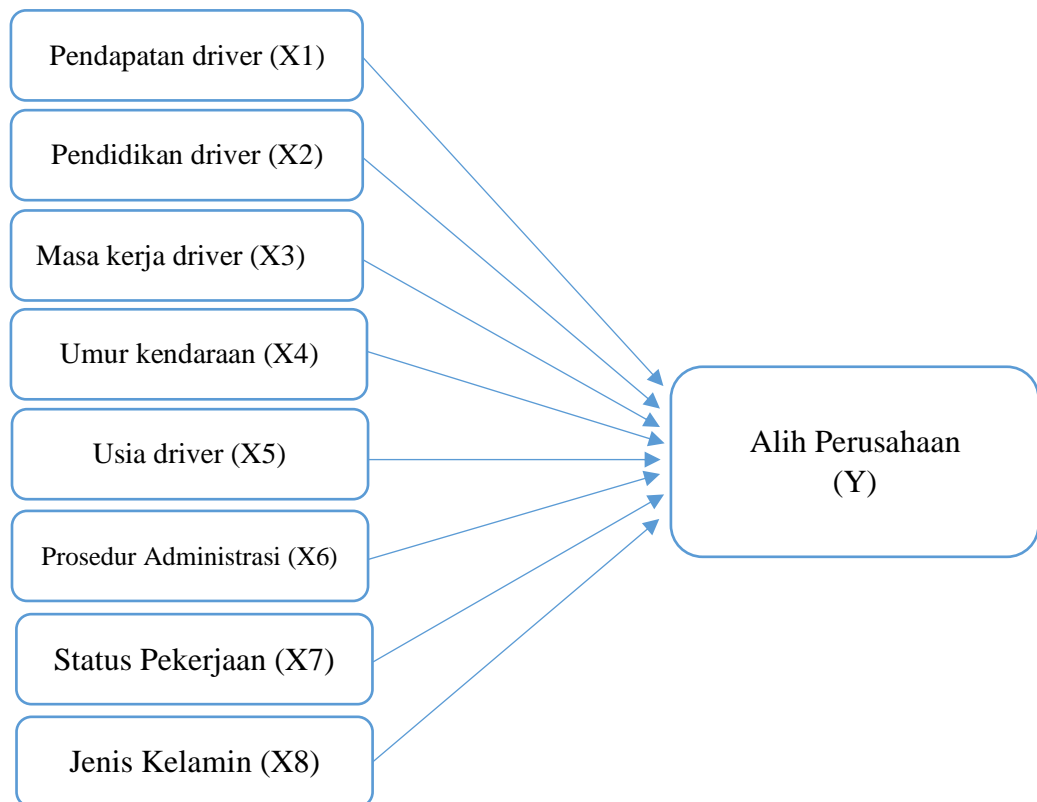 Pendapatan driver (X1)
Pendidikan driver (X2)
Masa kerja driver (X3)
Umur kendaraan (X4)
Usia driver (X5)
Prosedur Administrasi (X6)
Status Pekerjaan (X7)
Jenis Kelamin (X8)
Alih Perusahaan
(Y)